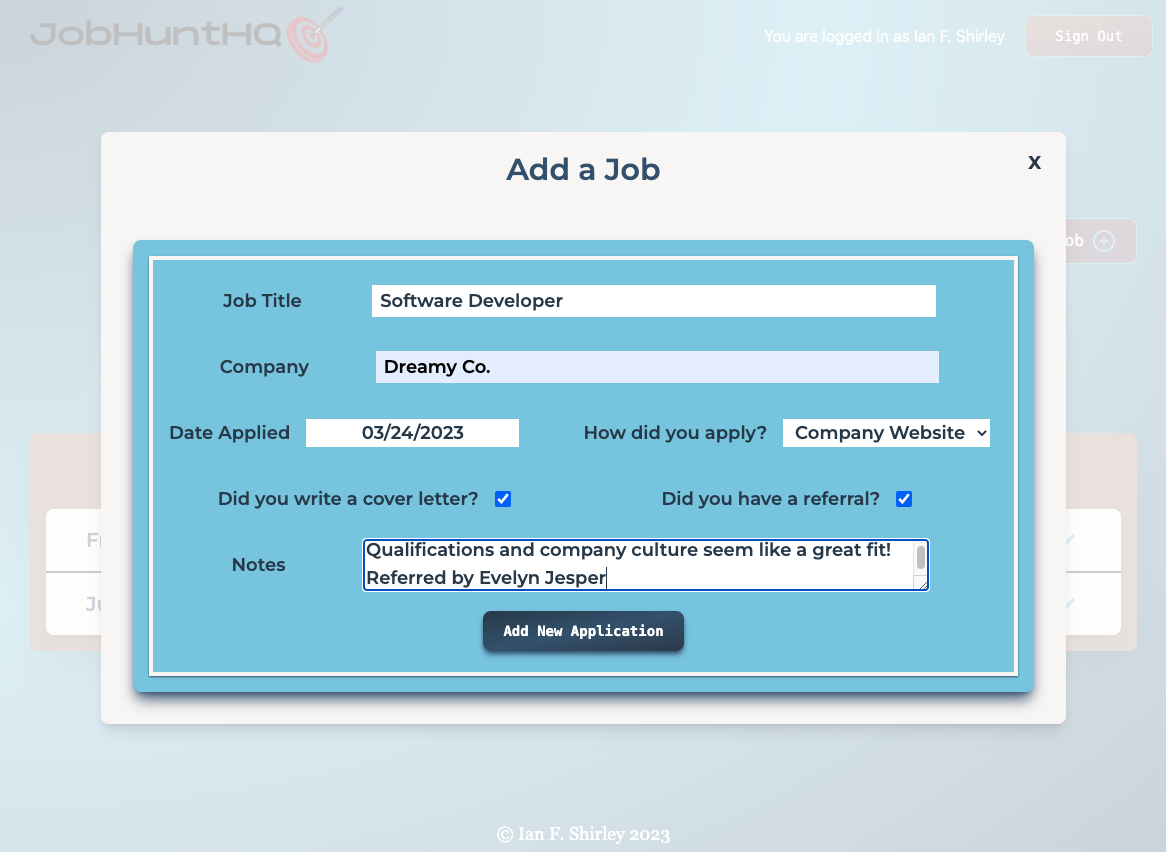 JobHuntHQ
You are logged in as Ian F. Shirley
Sign Out
Add a Job
X
Job Title
Software Developer
Company
Dreamy Co.
Date Applied
03/24/2023
How did you apply?
Company Website
Did you write a cover letter?
Did you have a referral?
Notes
Qualifications and company culture seem like a great fit!
Referred by Evelyn Jesper
Add New Application
© Ian F. Shirley 2023